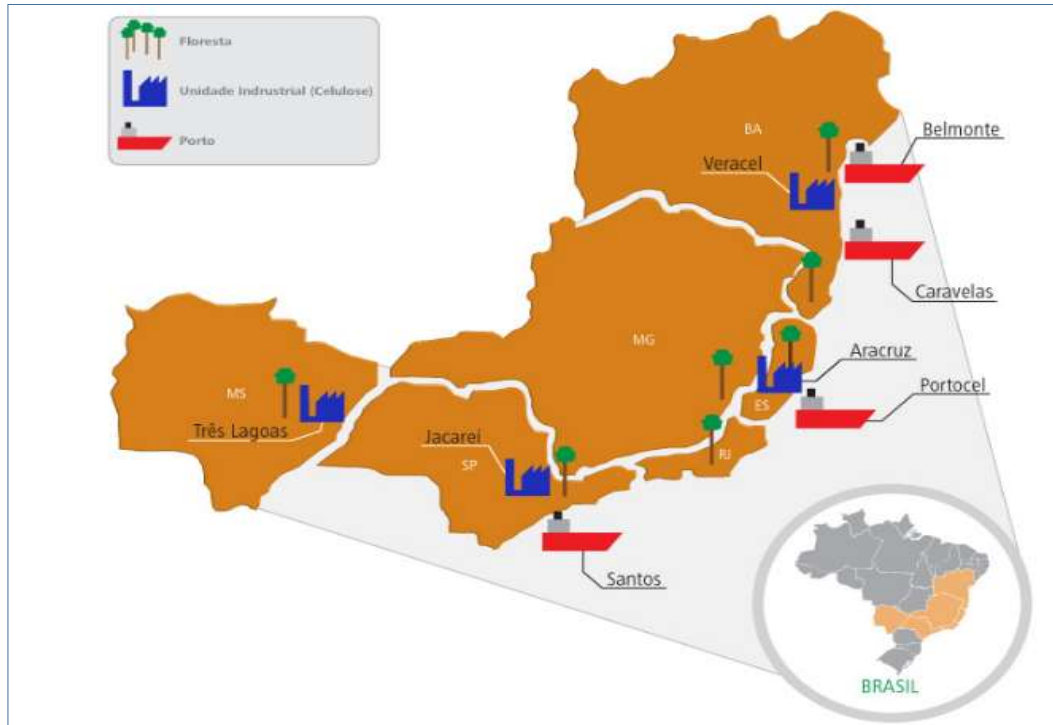 Floresta
Unidade Indrustrial (Celulose)
Porto
BA
Belmonte
Veracel
Caravelas
MG
Aracruz
MS
Portocel
ES
Três Lagoas
Jacareí
RJ
SP
Santos
BRASIL